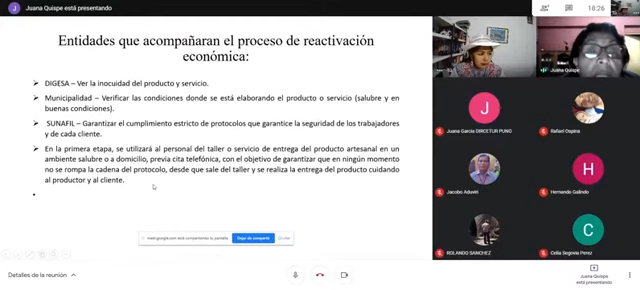 J Juana Quispe está presentando
18:26
Entidades que acompañaran el proceso de reactivación
económica:
DIGESA – Ver la inocuidad del producto y servicio.
Municipalidad – Verificar las condiciones donde se está elaborando el producto o servicio (salubre y en
buenas condiciones).
SUNAFIL – Garantizar el cumplimiento estricto de protocolos que garantice la seguridad de los trabajadores
y de cada cliente.
En la primera etapa, se utilizará al personal del taller o servicio de entrega del producto artesanal en
un ambiente salubre o a domicilio, previa cita telefónica, con el objetivo de garantizar que en ningún momento
no se rompa la cadena del protocolo, desde que sale del taller y se realiza la entrega del producto cuidando
al productor y al cliente.
meet.google.com está compartiendo tu pantalla.
Dejar de compartir
Ocultar
Tú
Juana Quispe
J
Juana Garcia DIRCETUR PUNO
Rafael Ospina
Jacobo Aduviri
H
Hernando Galindo
ROLANDO SANCHEZ
C
Celia Segovia Perez
Detalles de la reunión
Juana Quispe
está presentando